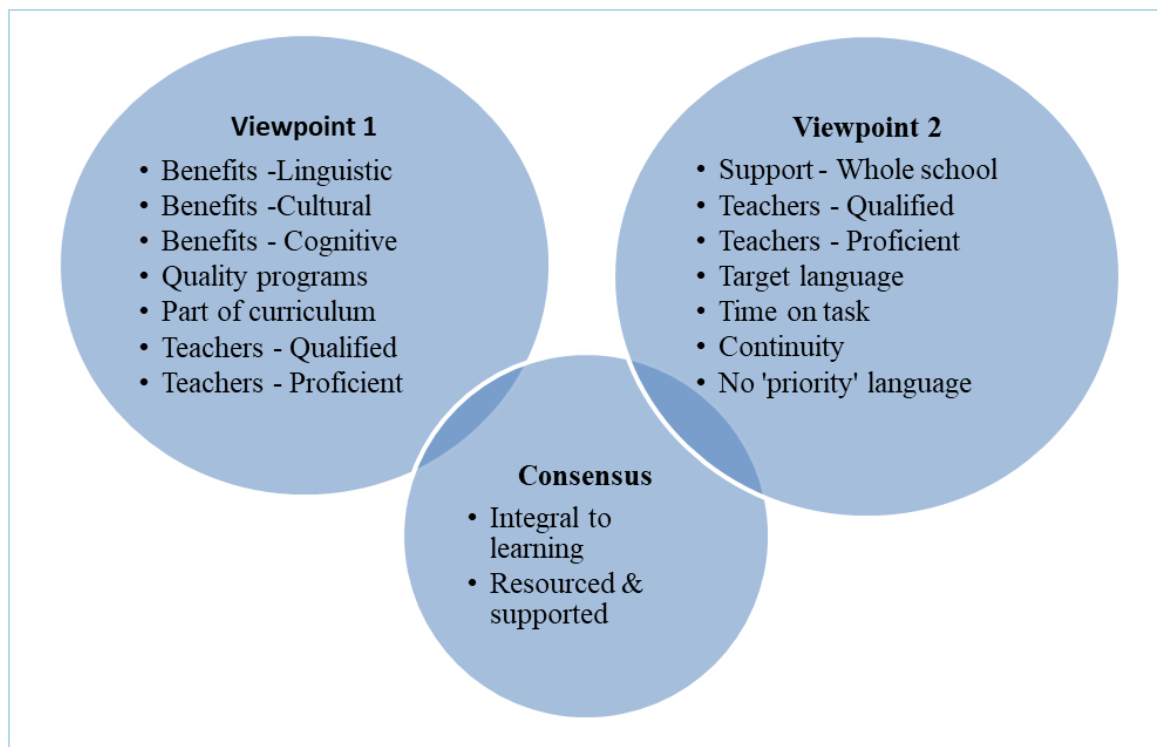 Viewpoint 1
• Benefits -Linguistic
• Benefits -Cultural
• Benefits - Cognitive
• Quality programs
• Part of curriculum
• Teachers - Qualified
• Teachers - Proficient
Viewpoint 2
• Support - Whole school
• Teachers - Qualified
• Teachers - Proficient
• Target language
• Time on task
• Continuity
• No 'priority' language
Consensus
• Integral to
learning
• Resourced &
supported